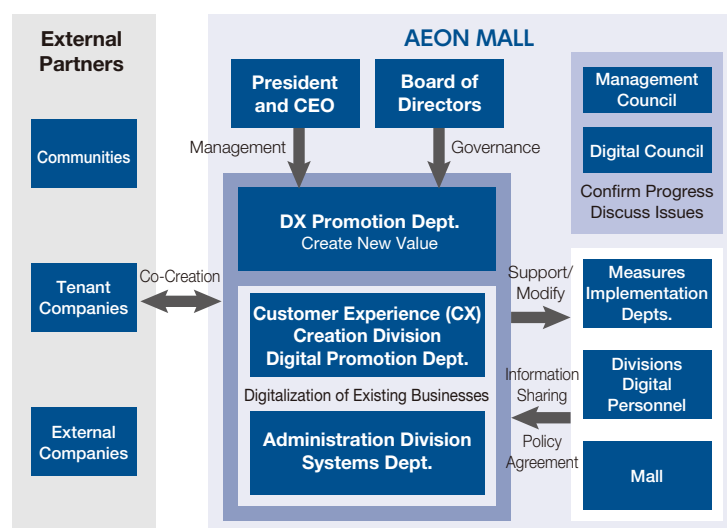 External
Partners
Communities
Tenant
Companies
External
Companies
Co-Creation
AEON MALL
President
and CEO
Board of
Directors
Management
Governance
DX Promotion Dept.
Create New Value
Customer Experience (CX)
Creation Division
Digital Promotion Dept.
Digitalization of Existing Businesses
Administration Division
Systems Dept.
Management
Council
Digital Council
Confirm Progress
Discuss Issues
Support/
Modify
Information
Sharing
Policy
Agreement
Measures
Implementation
Depts.
Divisions
Digital
Personnel
Mall